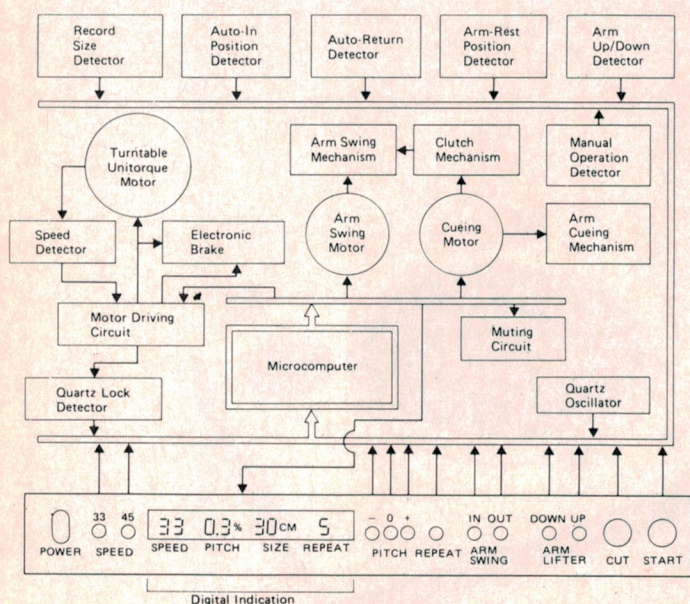 Record
Size
Detector
Auto-In
Position
Detector
Auto-Return
Detector
Arm-Rest
Position
Detector
Arm
Up/Down
Detector
Turntable
Unitorque
Motor
Arm Swing
Mechanism
Clutch
Mechanism
Manual
Operation
Detector
Speed
Detector
Electronic
Brake
Arm
Swing
Motor
Cueing
Motor
Arm
Cueing
Mechanism
Motor Driving
Circuit
Muting
Circuit
Microcomputer
Quartz Lock
Detector
Quartz
Oscillator
33 45
33 0.3% 30CM 5
− 0 +
IN OUT
DOWN UP
POWER
SPEED
SPEED PITCH SIZE REPEAT
PITCH REPEAT
ARM
SWING
ARM
LIFTER
CUT
START
Digital Indication